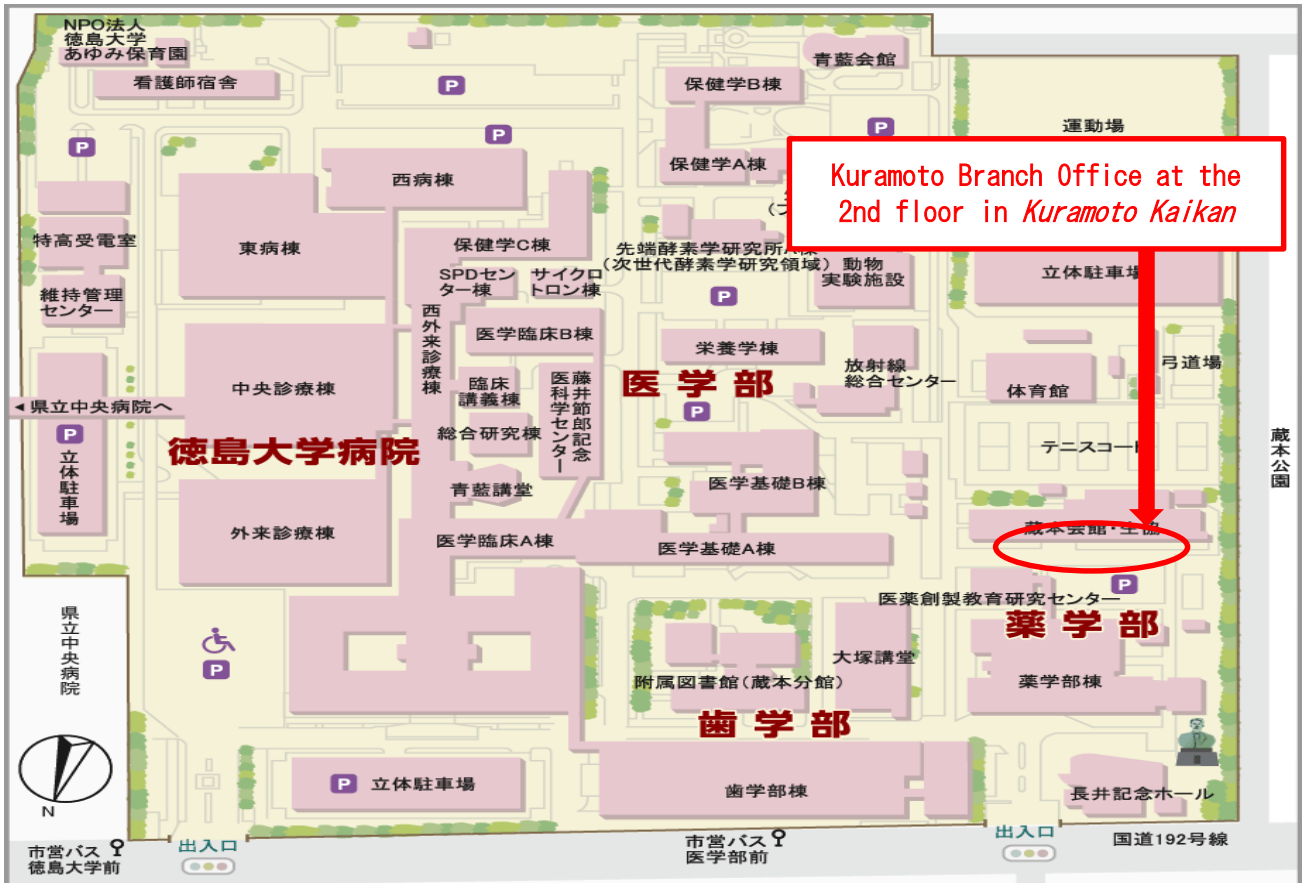 NPO法人
徳島大学
あゆみ保育園
看護師宿舎
P
青藍会館
保健学B棟
P
P
P
運動場
保健学A棟
西病棟
Kuramoto Branch Office at the
2nd floor in Kuramoto Kaikan
特高受電室
東病棟
保健学C棟
先端酵素学研究所A棟
(次世代酵素学研究領域)
動物
実験施設
立体駐車場
SPDセン
ター棟
サイクロ
トロン棟
P
維持管理
センター
西外来診療棟
医学臨床B棟
栄養学棟
放射線
総合センター
弓道場
体育館
中央診療棟
臨床
講義棟
藤井節郎記念
医科学センター
医学部
P
県立中央病院へ
P
立体駐車場
徳島大学病院
総合研究棟
テニスコート
蔵本公園
青藍講堂
医学基礎B棟
外来診療棟
医学臨床A棟
医学基礎A棟
蔵本会館・生協
P
医薬創製教育研究センター
薬学部
県立中央病院
P
大塚講堂
附属図書館(蔵本分館)
薬学部棟
歯学部
N
P
立体駐車場
歯学部棟
長井記念ホール
市営バス
徳島大学前
出入口
市営バス
医学部前
出入口
国道192号線